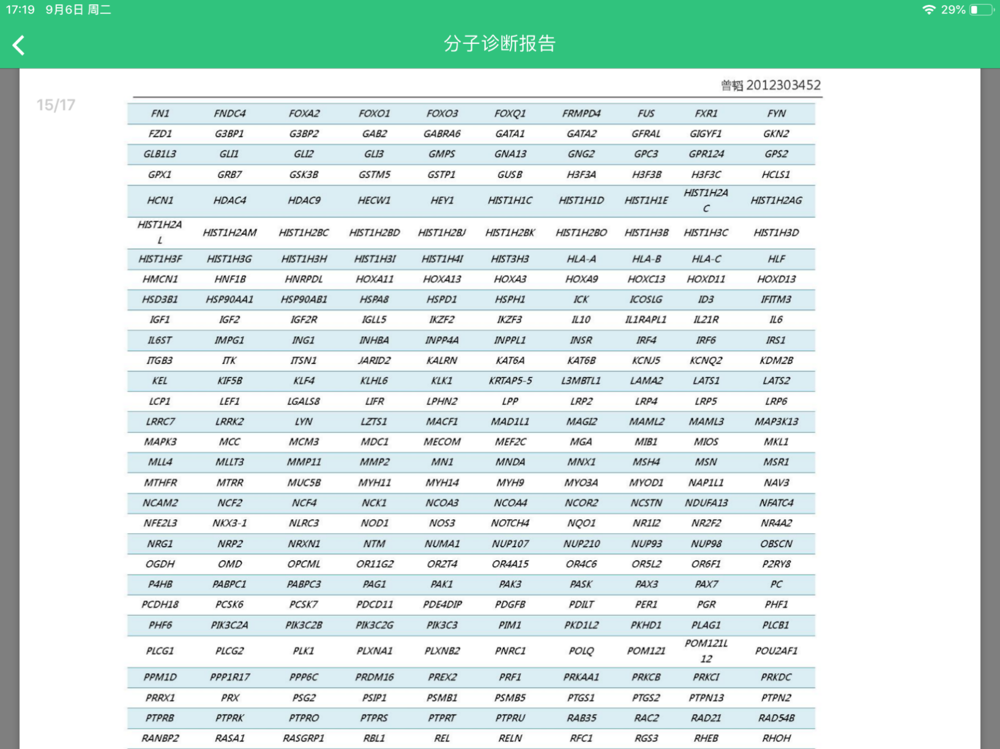 17:19 9月6日 周二 29%
分子诊断报告
曾韬 2012303452
15/17
FN1 FNDC4 FOXA2 FOXO1 FOXO3 FOXQ1 FRMPD4 FUS FXR1 FYN
FZD1 G3BP1 G3BP2 GAB2 GABRA6 GATA1 GATA2 GFRAL GIGYF1 GKN2
GLB1L3 GLI1 GLI2 GLI3 GMPS GNA13 GNG2 GPC3 GPR124 GPS2
GPX1 GRB7 GSK3B GSTM5 GSTP1 GUSB H3F3A H3F3B H3F3C HCLS1
HCN1 HDAC4 HDAC9 HECW1 HEY1 HIST1H1C HIST1H1D HIST1H1E HIST1H2A
C HIST1H2AG
HIST1H2A
L HIST1H2AM HIST1H2BC HIST1H2BD HIST1H2BJ HIST1H2BK HIST1H2BO HIST1H3B HIST1H3C HIST1H3D
HIST1H3F HIST1H3G HIST1H3H HIST1H3I HIST1H4I HIST3H3 HLA-A HLA-B HLA-C HLF
HMCN1 HNF1B HNRPDL HOXA11 HOXA13 HOXA3 HOXA9 HOXC13 HOXD11 HOXD13
HSD3B1 HSP90AA1 HSP90AB1 HSPA8 HSPD1 HSPH1 ICK ICOSLG ID3 IFITM3
IGF1 IGF2 IGF2R IGLL5 IKZF2 IKZF3 IL10 IL1RAPL1 IL21R IL6
IL6ST IMPG1 ING1 INHBA INPP4A INPPL1 INSR IRF4 IRF6 IRS1
ITGB3 ITK ITSN1 JARID2 KALRN KAT6A KAT6B KCNJ5 KCNQ2 KDM2B
KEL KIF5B KLF4 KLHL6 KLK1 KRTAP5-5 L3MBTL1 LAMA2 LATS1 LATS2
LCP1 LEF1 LGALS8 LIFR LPHN2 LPP LRP2 LRP4 LRP5 LRP6
LRRC7 LRRK2 LYN LZTS1 MACF1 MAD1L1 MAGI2 MAML2 MAML3 MAP3K13
MAPK3 MCC MCM3 MDC1 MECOM MEF2C MGA MIB1 MIOS MKL1
MLL4 MLLT3 MMP11 MMP2 MN1 MNDA MNX1 MSH4 MSN MSR1
MTHFR MTRR MUC5B MYH11 MYH14 MYH9 MYO3A MYOD1 NAP1L1 NAV3
NCAM2 NCF2 NCF4 NCK1 NCOA3 NCOA4 NCOR2 NCSTN NDUFA13 NFATC4
NFE2L3 NKX3-1 NLRC3 NOD1 NOS3 NOTCH4 NQO1 NR1I2 NR2F2 NR4A2
NRG1 NRP2 NRXN1 NTM NUMA1 NUP107 NUP210 NUP93 NUP98 OBSCN
OGDH OMD OPCML OR11G2 OR2T4 OR4A15 OR4C6 OR5L2 OR6F1 P2RY8
P4HB PABPC1 PABPC3 PAG1 PAK1 PAK3 PASK PAX3 PAX7 PC
PCDH18 PCSK6 PCSK7 PDCD11 PDE4DIP PDGFB PDILT PER1 PGR PHF1
PHF6 PIK3C2A PIK3C2B PIK3C2G PIK3C3 PIM1 PKD1L2 PKHD1 PLAG1 PLCB1
PLCG1 PLCG2 PLK1 PLXNA1 PLXNB2 PNRC1 POLQ POM121 POM121L
12 POU2AF1
PPM1D PPP1R17 PPP6C PRDM16 PREX2 PRF1 PRKAA1 PRKCB PRKCI PRKDC
PRRX1 PRX PSG2 PSIP1 PSMB1 PSMB5 PTGS1 PTGS2 PTPN13 PTPN2
PTPRB PTPRK PTPRO PTPRS PTPRT PTPRU RAB35 RAC2 RAD21 RAD54B
RANBP2 RASA1 RASGRP1 RBL1 REL RELN RFC1 RGS3 RHEB RHOH